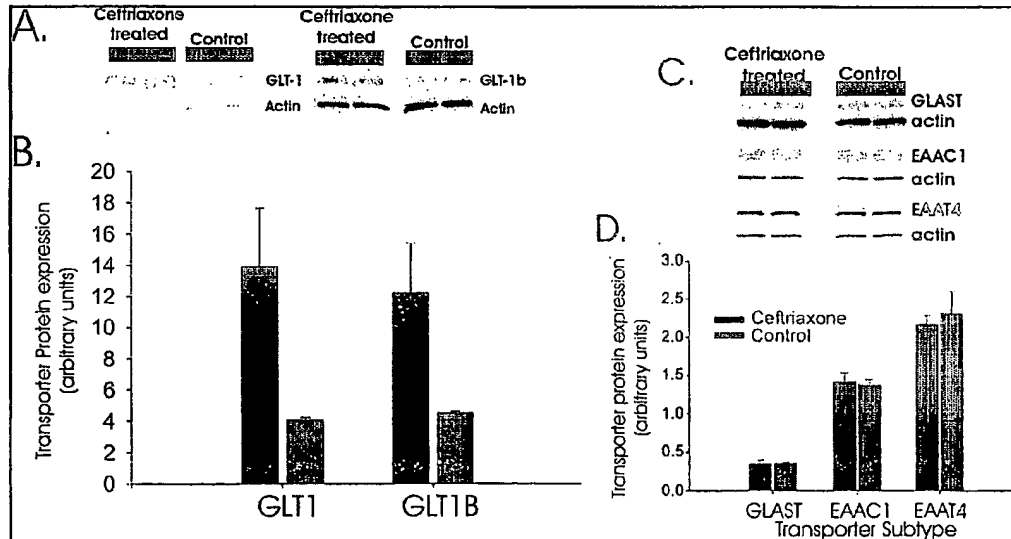 A.
Ceftriaxone
treated
Control
GLT-1
Actin
Ceftriaxone
treated
Control
GLT-1b
Actin
B.
20
18
16
14
12
10
8
6
4
2
0
Transporter Protein expression
(arbitrary units)
GLT1
GLT1B
C.
Ceftriaxone
treated
Control
GLAST
actin
EAAC1
actin
EAAT4
actin
D.
3.0
2.5
2.0
1.5
1.0
0.5
0.0
Transporter protein expression
(arbitrary units)
Ceftriaxone
Control
GLAST
EAAC1
EAAT4
Transporter Subtype